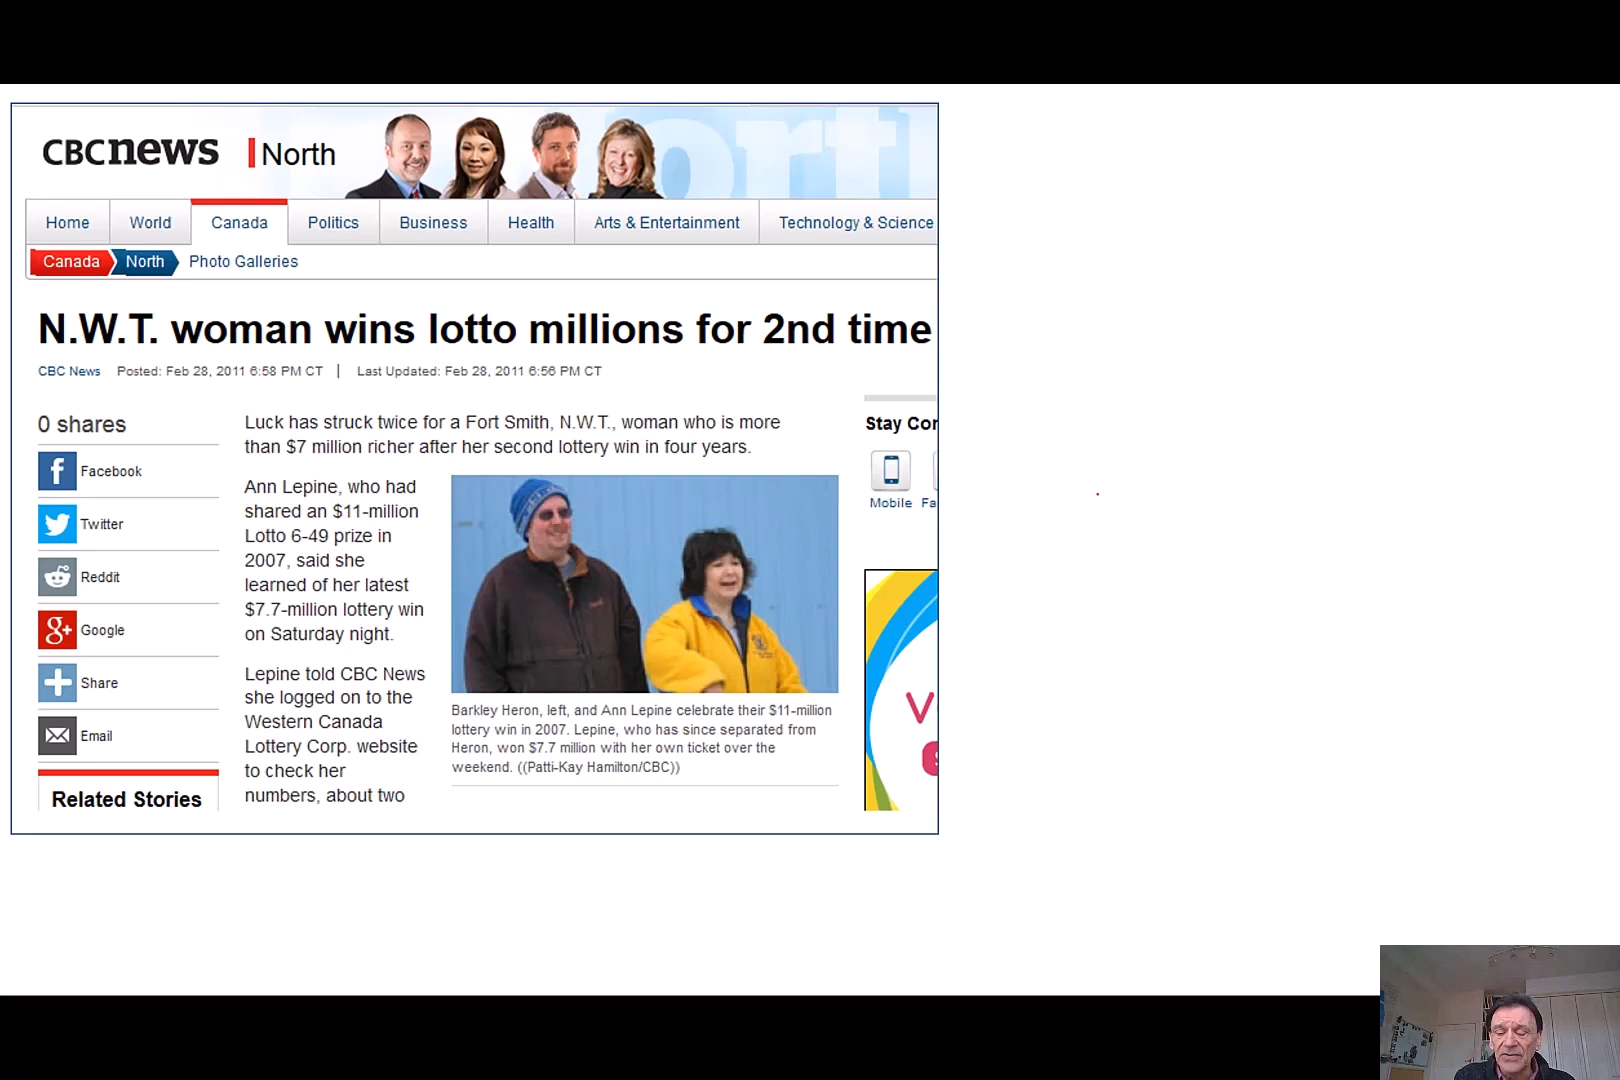 CBCnews | North
Home World Canada Politics Business Health Arts & Entertainment Technology & Science
Canada North Photo Galleries
N.W.T. woman wins lotto millions for 2nd time
CBC News Posted: Feb 28, 2011 6:58 PM CT | Last Updated: Feb 28, 2011 6:56 PM CT
0 shares
Facebook
Twitter
Reddit
Google
Share
Email
Related Stories
Luck has struck twice for a Fort Smith, N.W.T., woman who is more
than $7 million richer after her second lottery win in four years.
Ann Lepine, who had
shared an $11-million
Lotto 6-49 prize in
2007, said she
learned of her latest
$7.7-million lottery win
on Saturday night.
Lepine told CBC News
she logged on to the
Western Canada
Lottery Corp. website
to check her
numbers, about two
Barkley Heron, left, and Ann Lepine celebrate their $11-million
lottery win in 2007. Lepine, who has since separated from
Heron, won $7.7 million with her own ticket over the
weekend. ((Patti-Kay Hamilton/CBC))
Stay Con
Mobile Fa
V